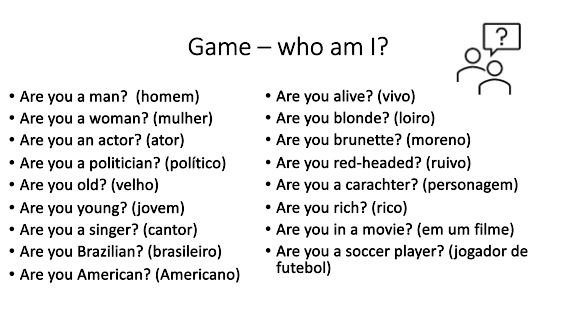 Game – who am I?
?
• Are you a man?  (homem)
• Are you a woman? (mulher)
• Are you an actor? (ator)
• Are you a politician? (político)
• Are you old? (velho)
• Are you young? (jovem)
• Are you a singer? (cantor)
• Are you Brazilian? (brasileiro)
• Are you American? (Americano)
• Are you alive? (vivo)
• Are you blonde? (loiro)
• Are you brunette? (moreno)
• Are you red-headed? (ruivo)
• Are you a carachter? (personagem)
• Are you rich? (rico)
• Are you in a movie? (em um filme)
• Are you a soccer player? (jogador de
futebol)